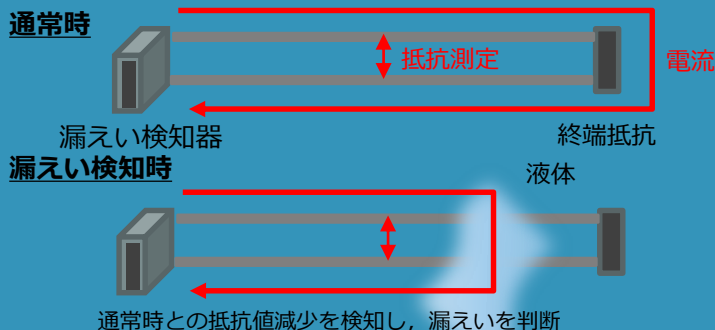 通常時
抵抗測定
電流
漏えい検知器
終端抵抗
漏えい検知時
液体
通常時との抵抗値減少を検知し，漏えいを判断